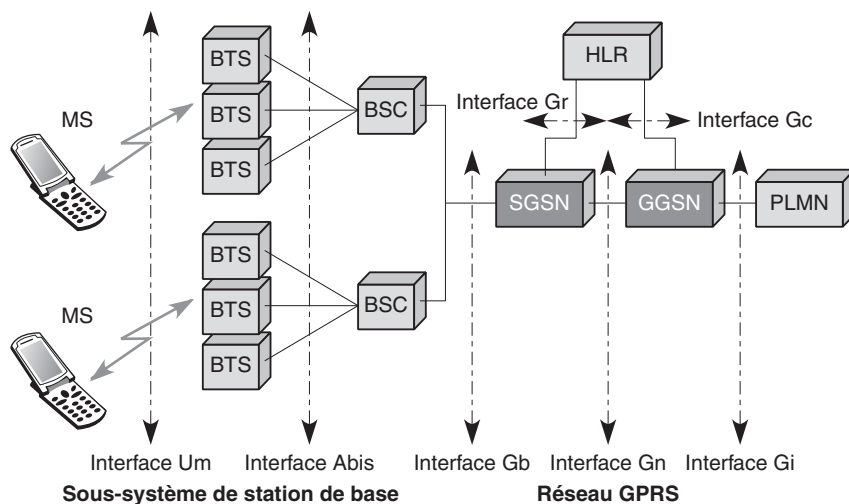 BTS
HLR
BTS
MS
BSC
Interface Gr
Interface Gc
BTS
SGSN
GGSN
PLMN
BTS
BTS
BSC
MS
BTS
Interface Um
Interface Abis
Interface Gb
Interface Gn
Interface Gi
Sous-système de station de base
Réseau GPRS